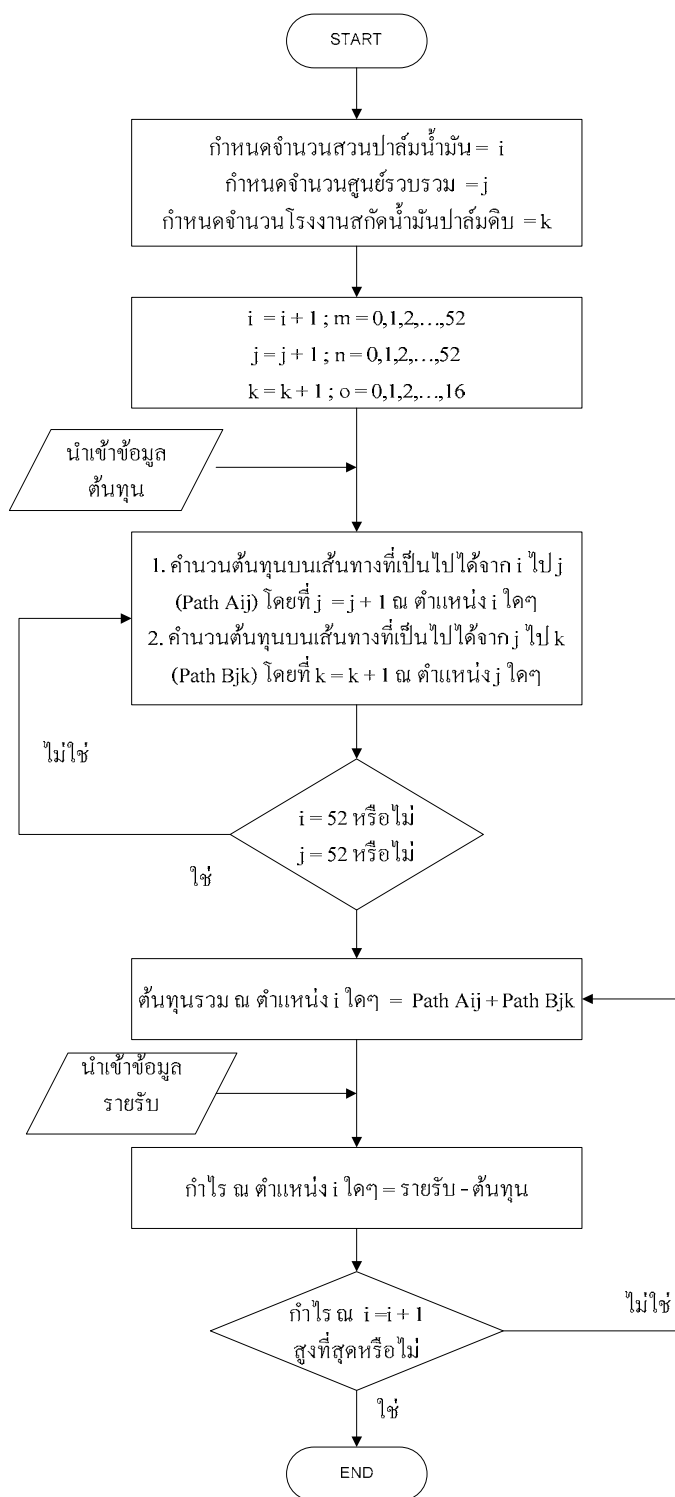 START
กำหนดจำนวนสวนปาล์มน้ำมัน = i
กำหนดจำนวนศูนย์รวบรวม = j
กำหนดจำนวนโรงงานสกัดน้ำมันปาล์มดิบ = k
i = i + 1 ; m = 0,1,2,...,52
j = j + 1 ; n = 0,1,2,...,52
k = k + 1 ; o = 0,1,2,...,16
นำเข้าข้อมูล
ต้นทุน
1. คำนวนต้นทุนบนเส้นทางที่เป็นไปได้จาก i ไป j
(Path Aij) โดยที่ j = j + 1 ณ ตำแหน่ง i ใดๆ
2. คำนวนต้นทุนบนเส้นทางที่เป็นไปได้จาก j ไป k
(Path Bjk) โดยที่ k = k + 1 ณ ตำแหน่ง j ใดๆ
ไม่ใช่
i = 52 หรือไม่
j = 52 หรือไม่
ใช่
ต้นทุนรวม ณ ตำแหน่ง i ใดๆ = Path Aij + Path Bjk
นำเข้าข้อมูล
รายรับ
กำไร ณ ตำแหน่ง i ใดๆ = รายรับ - ต้นทุน
กำไร ณ i = i + 1
สูงที่สุดหรือไม่
ไม่ใช่
ใช่
END